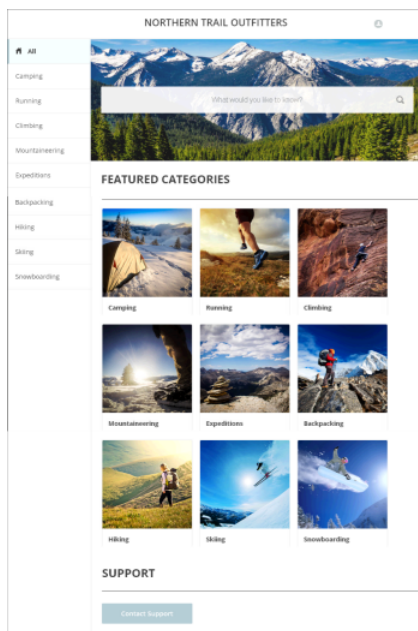 NORTHERN TRAIL OUTFITTERS
All
Camping
Running
Climbing
Mountaineering
Expeditions
Backpacking
Hiking
Skiing
Snowboarding
What would you like to know?
FEATURED CATEGORIES
Camping
Running
Climbing
Mountaineering
Expeditions
Backpacking
Hiking
Skiing
Snowboarding
SUPPORT
Contact Support